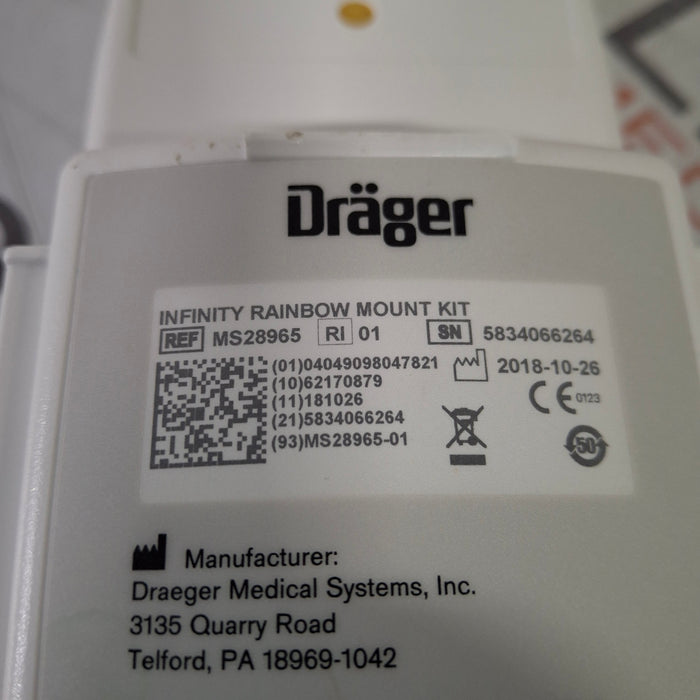 Dräger
INFINITY RAINBOW MOUNT KIT
REF MS28965 RI 01 SN 5834066264
(01)04049098047821
2018-10-26
(10)62170879
(11)181026
CE 0123
(21)5834066264
(93)MS28965-01
50
Manufacturer:
Draeger Medical Systems, Inc.
3135 Quarry Road
Telford, PA 18969-1042